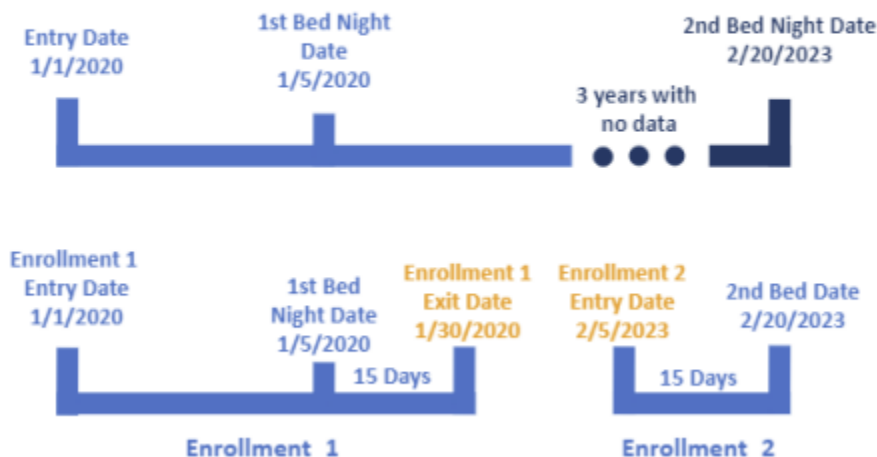 Entry Date
1/1/2020
1st Bed Night
Date
1/5/2020
3 years with
no data
2nd Bed Night Date
2/20/2023
Enrollment 1
Entry Date
1/1/2020
1st Bed
Night Date
1/5/2020
15 Days
Enrollment 1
Exit Date
1/30/2020
Enrollment 2
Entry Date
2/5/2023
15 Days
2nd Bed Date
2/20/2023
Enrollment 1
Enrollment 2